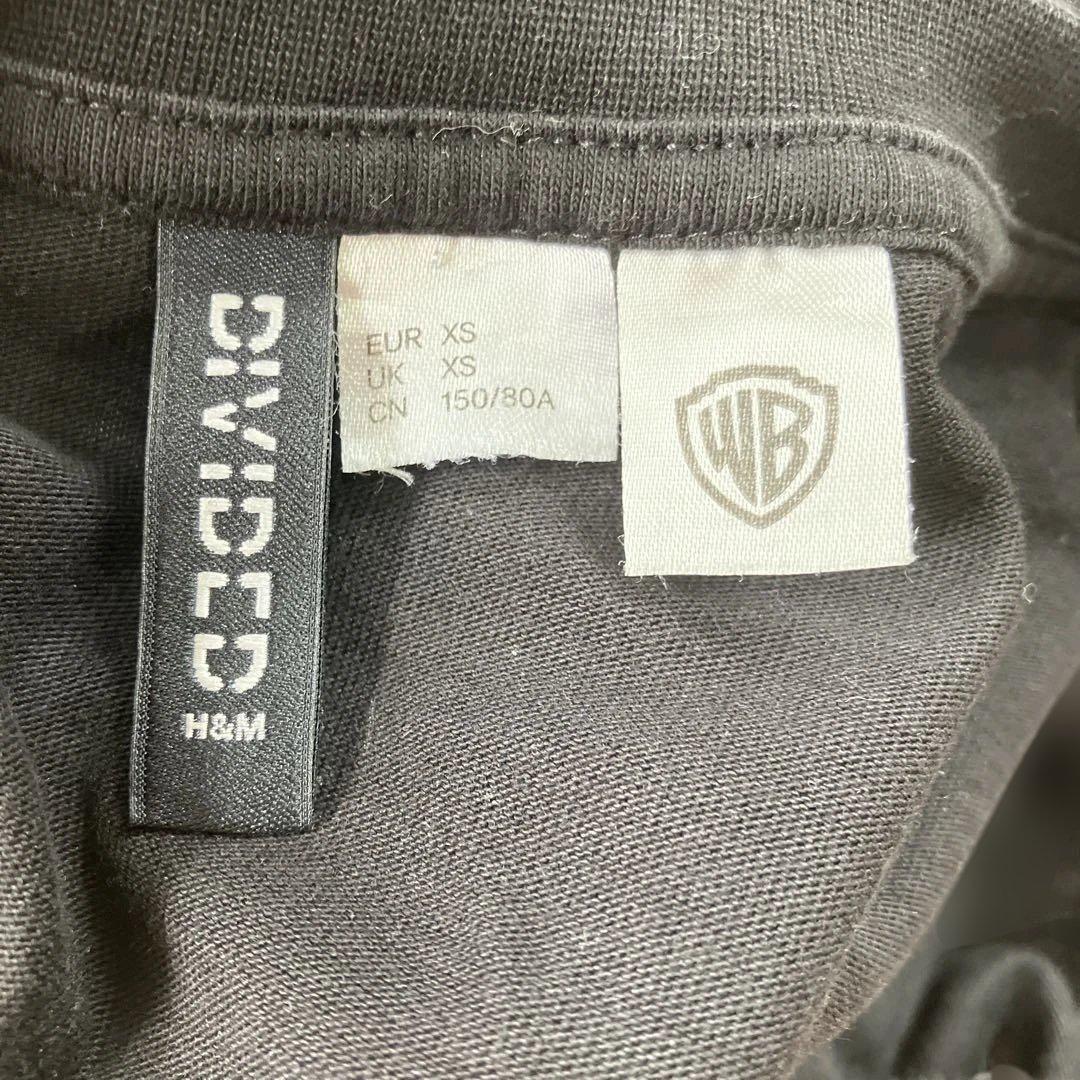 DIVIDED
H&M
EUR XS
UK XS
CN 150/80A
WB